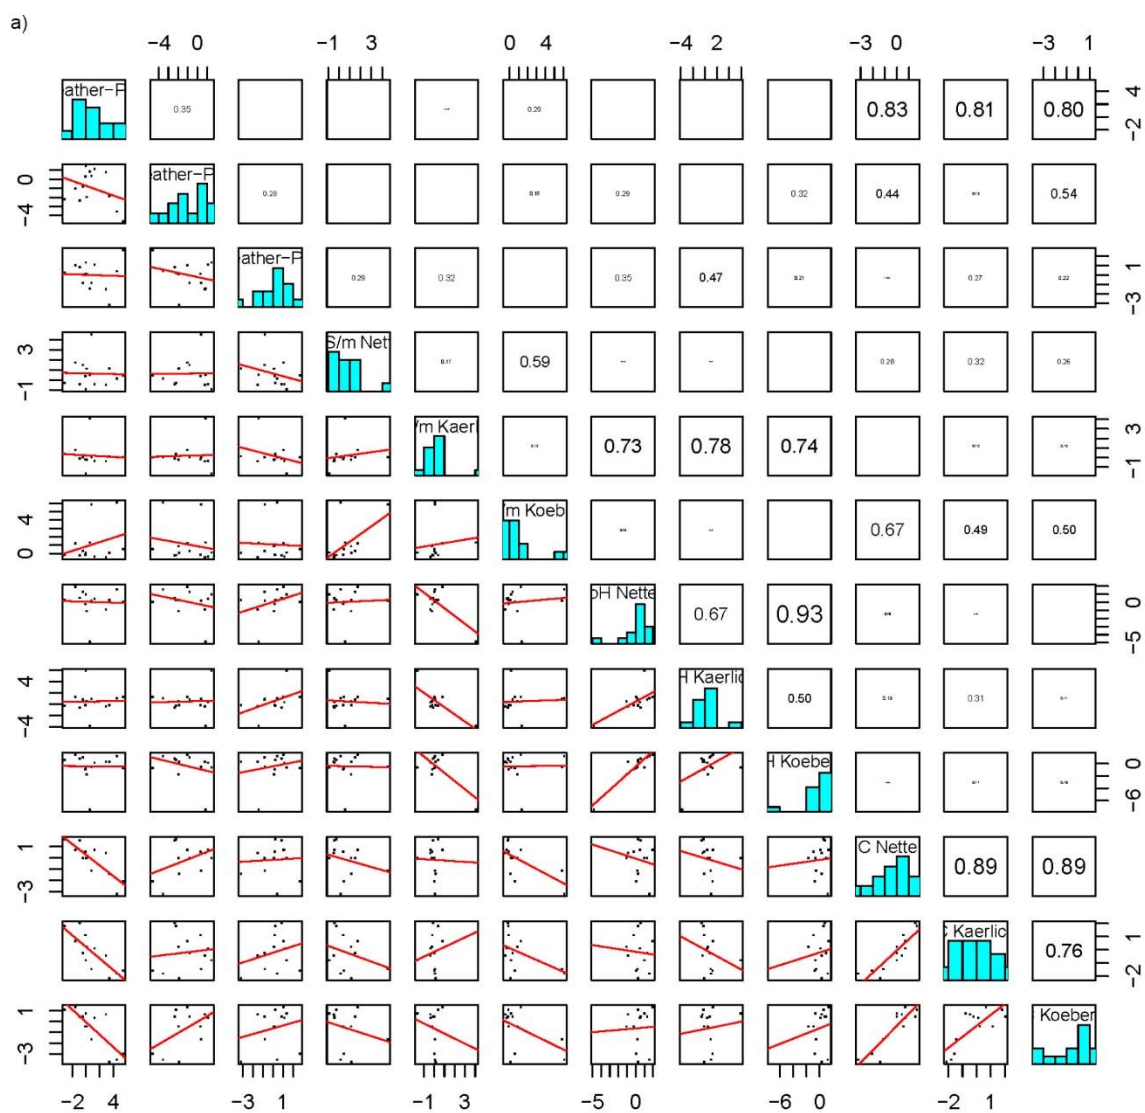 a)
−4 0 −1 3 0 4 −4 2 −3 0 −3 1
ather-P 0.35 0.29 0.83 0.81 0.80 −2 4
−4 0 ather-P 0.28 0.29 0.32 0.44 0.54
ather-P 0.29 0.32 0.35 0.47 0.21 0.27 0.22 −3 1
−1 3 S/m Nett 0.17 0.59 0.28 0.32 0.26
/m Kaerl 0.73 0.78 0.74 −1 3
0 4 /m Koeb 0.67 0.49 0.50
pH Nette 0.67 0.93 −5 0
−4 4 H Kaerlic 0.50 0.19 0.31
H Koebe −6 0
−3 1 C Nette 0.89 0.89
Kaerlic 0.76 −2 1
−3 1 Koeber
−2 4 −3 1 −1 3 −1 3 −5 0 −6 0 −2 1